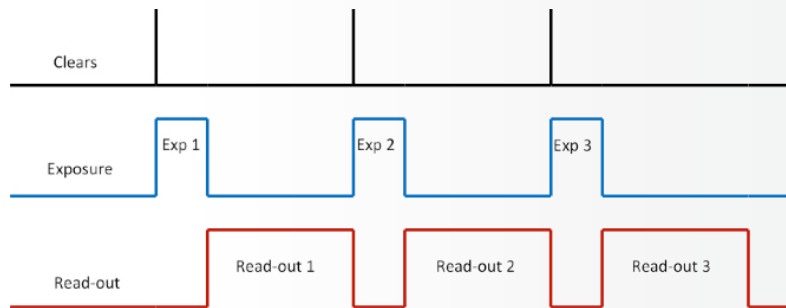 Clears
Exp 1
Exp 2
Exp 3
Exposure
Read-out 1
Read-out 2
Read-out 3
Read-out